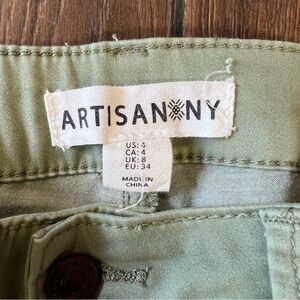 ARTISAN NY
US: 4
CA: 4
UK: 8
EU: 34
MADE IN
CHINA